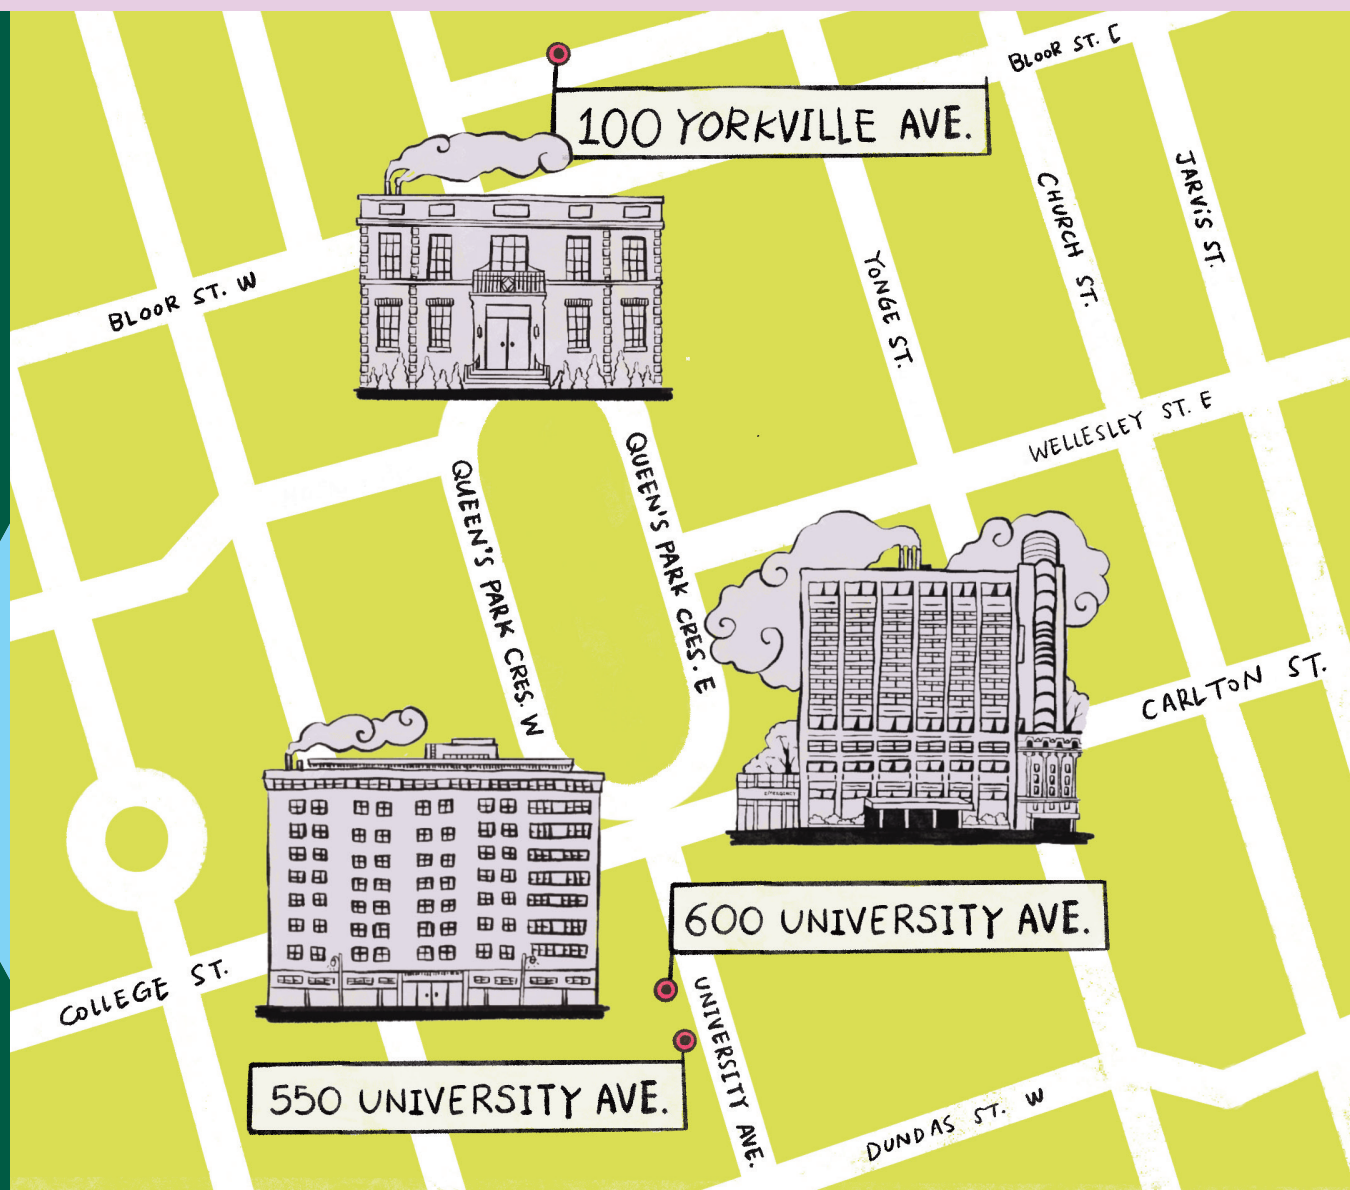 BLOOR ST. E
100 YORKVILLE AVE.
JARVIS ST.
CHURCH ST.
YONGE ST.
BLOOR ST. W
WELLESLEY ST. E
QUEEN'S PARK CRES. E
QUEEN'S PARK CRES. W
CARLTON ST.
EMERGENCY
600 UNIVERSITY AVE.
COLLEGE ST.
UNIVERSITY AVE.
550 UNIVERSITY AVE.
DUNDAS ST. W